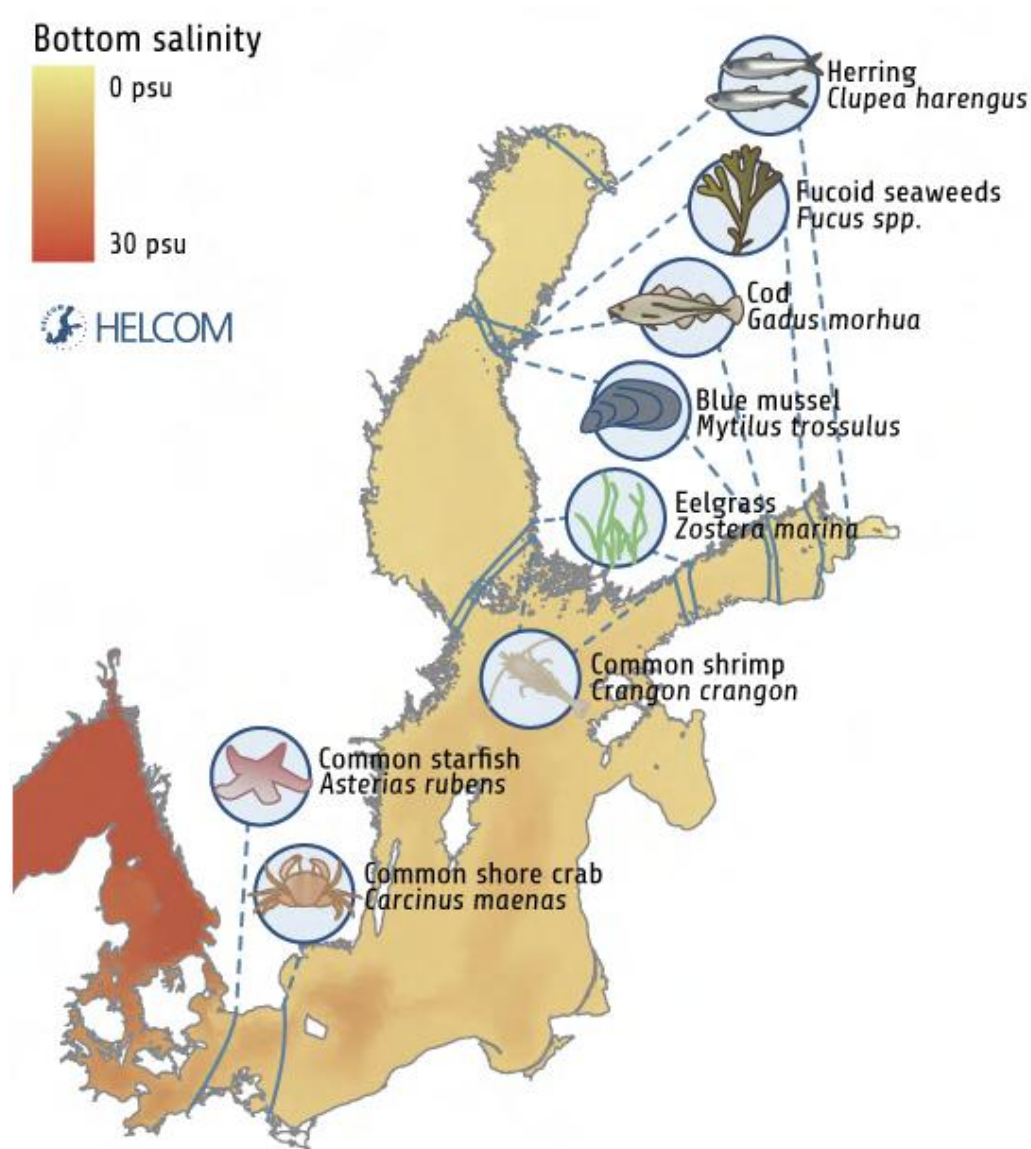 Bottom salinity
0 psu
30 psu
HELCOM
Herring
Clupea harengus
Fucoid seaweeds
Fucus spp.
Cod
Gadus morhua
Blue mussel
Mytilus trossulus
Eelgrass
Zostera marina
Common shrimp
Crangon crangon
Common starfish
Asterias rubens
Common shore crab
Carcinus maenas